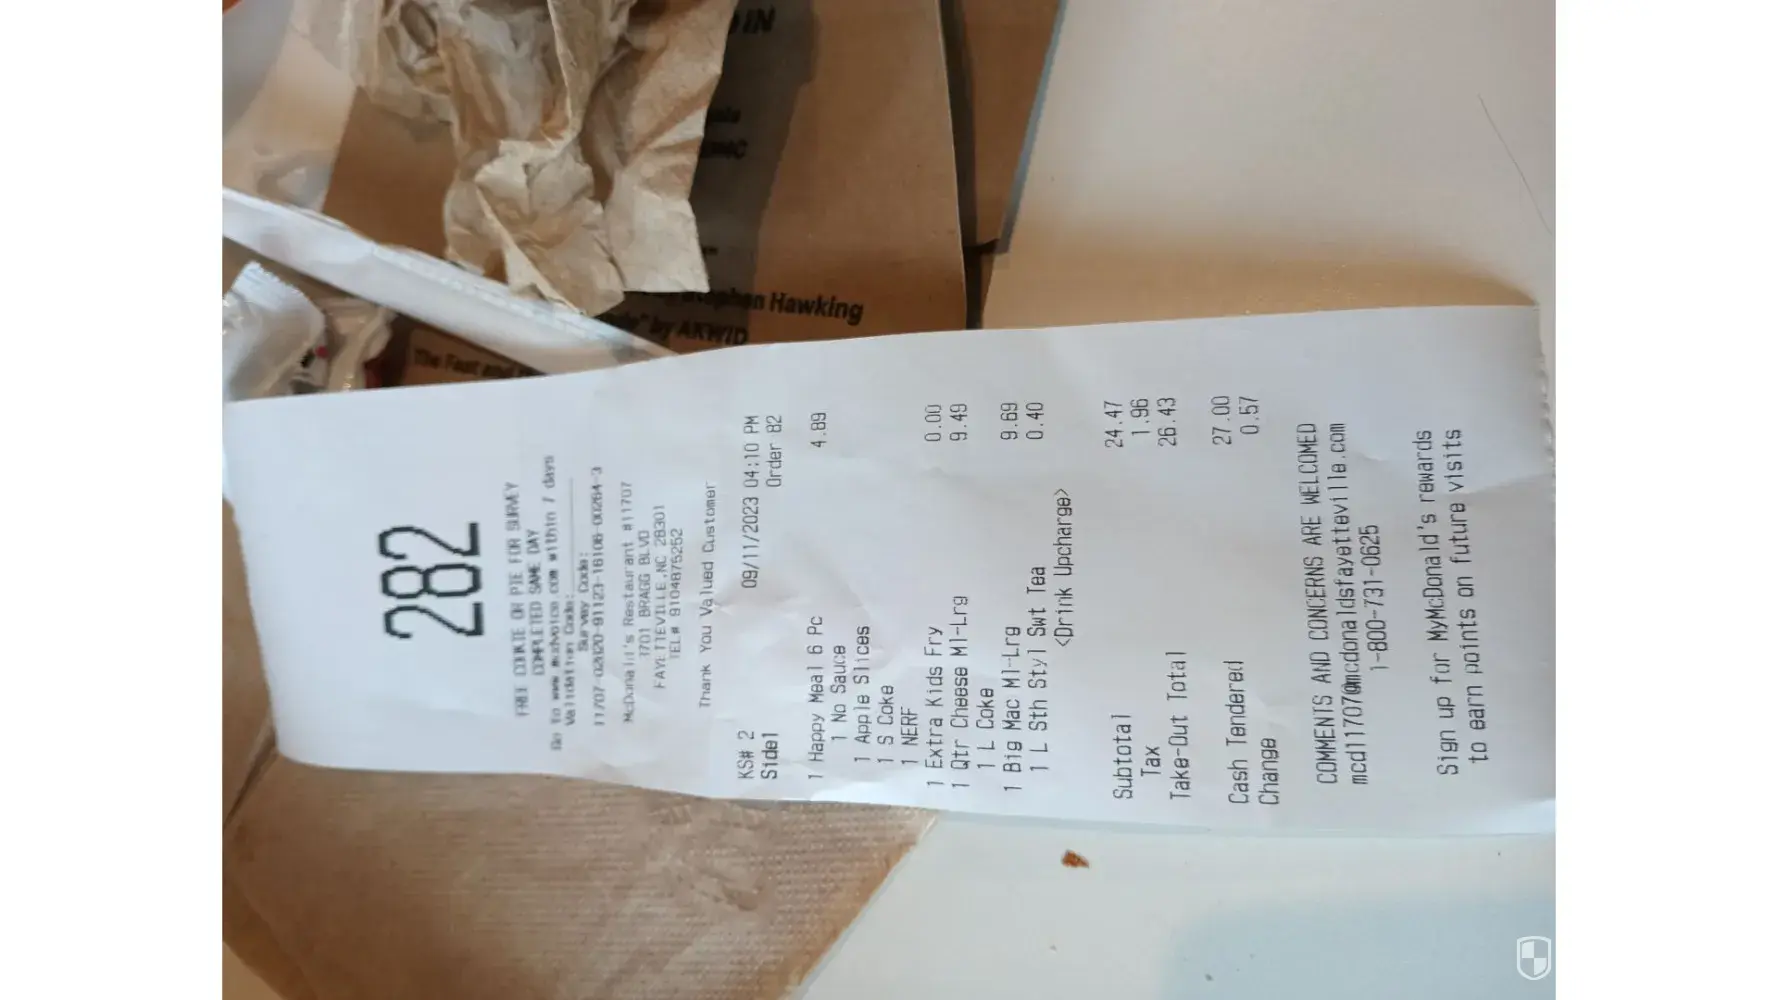 282
FREE COOKIE OR PIE FOR SURVEY
COMPLETED SAME DAY
Go to www.mcdvoice.com within 7 days
Validation Code:
Survey Code:
McDonald's Restaurant #11707
1701 BRAGG BLVD
FAYETTEVILLE,NC 28301
TEL# 9104875252
Thank You Valued Customer
KS# 2 09/11/2023 04:10 PM
Side1 Order 82
1 Happy Meal 6 Pc 4.89
1 No Sauce
1 Apple Slices
1 S Coke
1 NERF
1 Extra Kids Fry 0.00
1 Qtr Cheese Ml-Lrg 9.49
1 L Coke
1 Big Mac Ml-Lrg 9.69
1 L Sth Styl Swt Tea 0.40
<Drink Upcharge>
Subtotal 24.47
Tax 1.96
Take-Out Total 26.43
Cash Tendered 27.00
Change 0.57
COMMENTS AND CONCERNS ARE WELCOMED
mcd11707@mcdonaldsfayetteville.com
1-800-731-0625
Sign up for MyMcDonald's rewards
to earn points on future visits
IN
Stephen Hawking
by AKWID
The Fast and